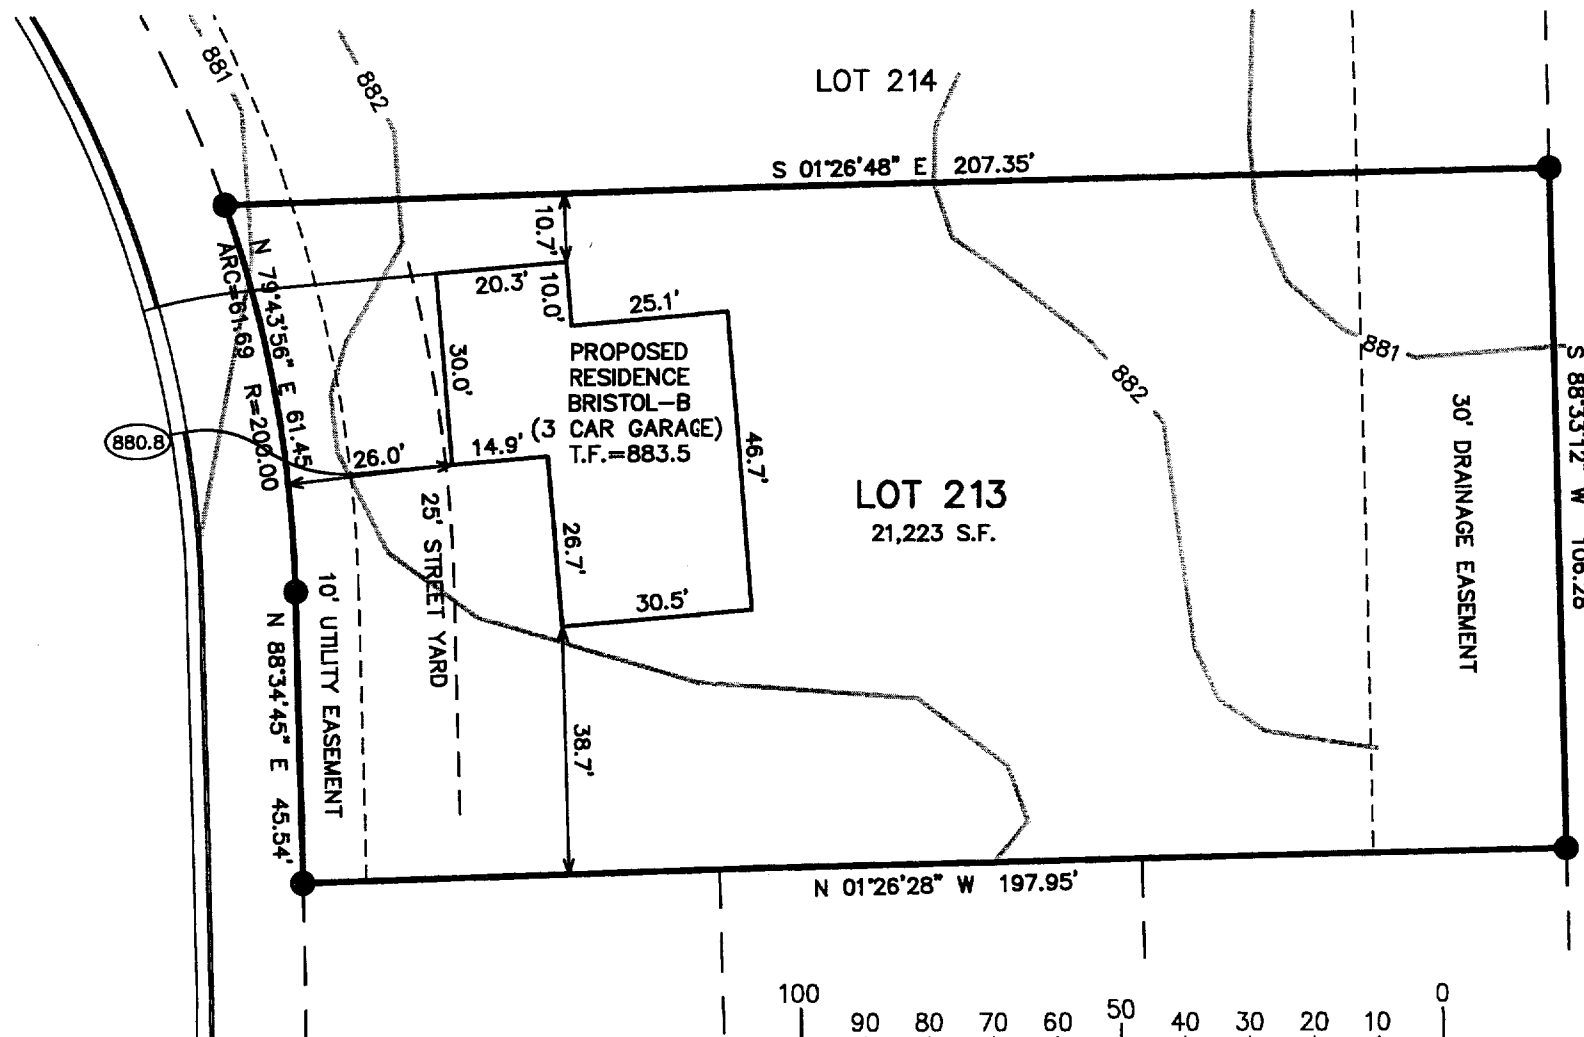 881
882
LOT 214
S 01°26'48" E 207.35'
10.7'
20.3'
10.0'
25.1'
N 79°43'56" E 61.45'
ARC=61.69 R=200.00
30.0'
PROPOSED
RESIDENCE
BRISTOL-B
(3 CAR GARAGE)
T.F.=883.5
881
882
S 88°33'12" W 106.28
880.8
26.0'
14.9'
46.7'
LOT 213
21,223 S.F.
30' DRAINAGE EASEMENT
25' STREET YARD
26.7'
30.5'
10' UTILITY EASEMENT
N 88°34'45" E 45.54'
38.7'
N 01°26'28" W 197.95'
100 90 80 70 60 50 40 30 20 10 0